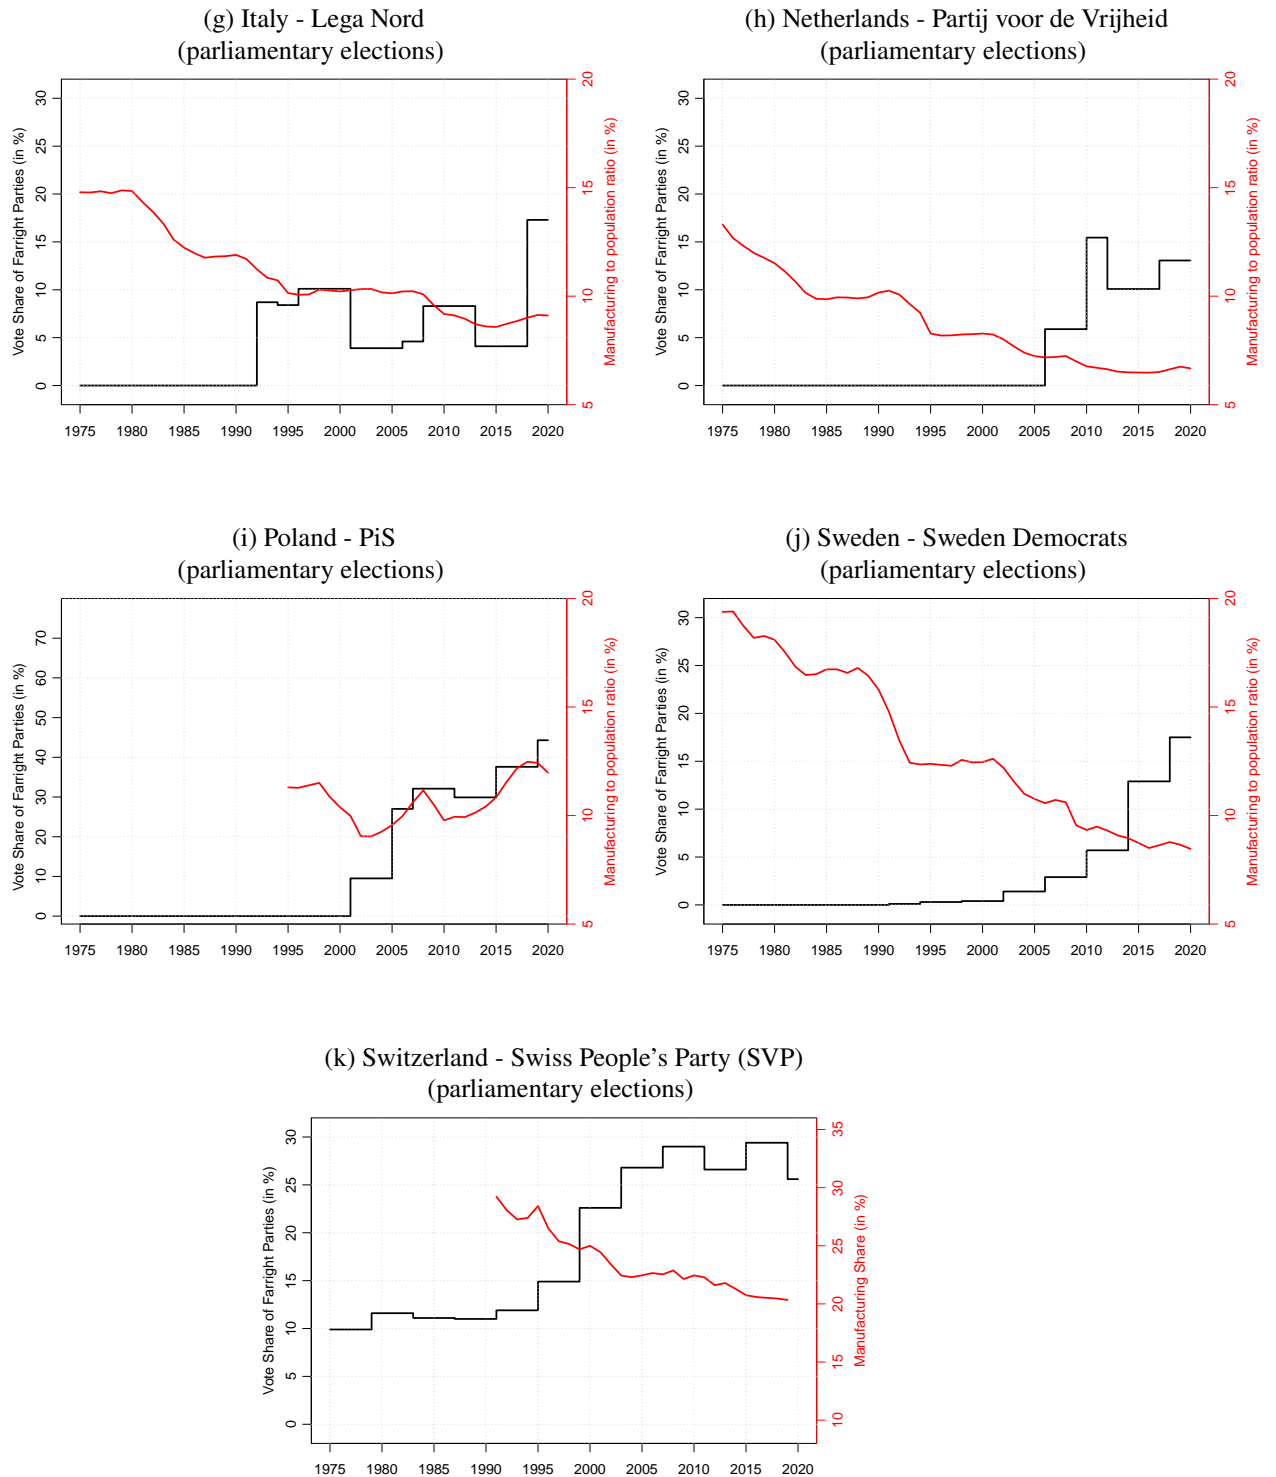 (g) Italy - Lega Nord
(parliamentary elections)
Vote Share of Farright Parties (in %)
0 5 10 15 20 25 30
Manufacturing to population ratio (in %)
5 10 15 20
1975 1980 1985 1990 1995 2000 2005 2010 2015 2020
(h) Netherlands - Partij voor de Vrijheid
(parliamentary elections)
Vote Share of Farright Parties (in %)
0 5 10 15 20 25 30
Manufacturing to population ratio (in %)
5 10 15 20
1975 1980 1985 1990 1995 2000 2005 2010 2015 2020
(i) Poland - PiS
(parliamentary elections)
Vote Share of Farright Parties (in %)
0 10 20 30 40 50 60 70
Manufacturing to population ratio (in %)
5 10 15 20
1975 1980 1985 1990 1995 2000 2005 2010 2015 2020
(j) Sweden - Sweden Democrats
(parliamentary elections)
Vote Share of Farright Parties (in %)
0 5 10 15 20 25 30
Manufacturing to population ratio (in %)
5 10 15 20
1975 1980 1985 1990 1995 2000 2005 2010 2015 2020
(k) Switzerland - Swiss People's Party (SVP)
(parliamentary elections)
Vote Share of Farright Parties (in %)
0 5 10 15 20 25 30
Manufacturing Share (in %)
10 15 20 25 30 35
1975 1980 1985 1990 1995 2000 2005 2010 2015 2020